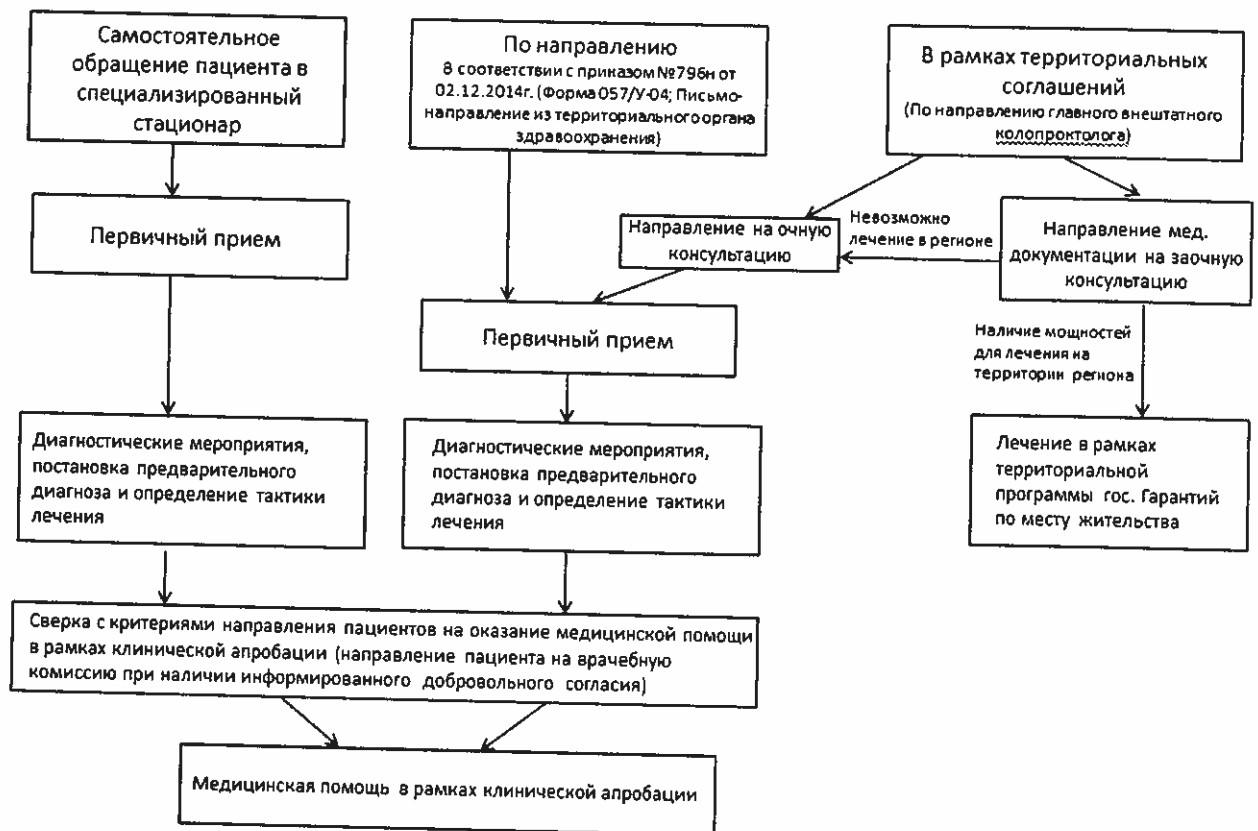 Самостоятельное
обращение пациента в
специализированный
стационар
По направлению
В соответствии с приказом №796н от
02.12.2014г. (Форма 057/У-04; Письмо-
направление из территориального органа
здравоохранения)
В рамках территориальных
соглашений
(По направлению главного внештатного
колопроктолога)
Первичный прием
Направление на очную
консультацию
Невозможно
лечение в регионе
Направление мед.
документации на заочную
консультацию
Первичный прием
Наличие мощностей
для лечения на
территории региона
Диагностические мероприятия,
постановка предварительного
диагноза и определение тактики
лечения
Диагностические мероприятия,
постановка предварительного
диагноза и определение тактики
лечения
Лечение в рамках
территориальной
программы гос. Гарантий
по месту жительства
Сверка с критериями направления пациентов на оказание медицинской помощи
в рамках клинической апробации (направление пациента на врачебную
комиссию при наличии информированного добровольного согласия)
Медицинская помощь в рамках клинической апробации